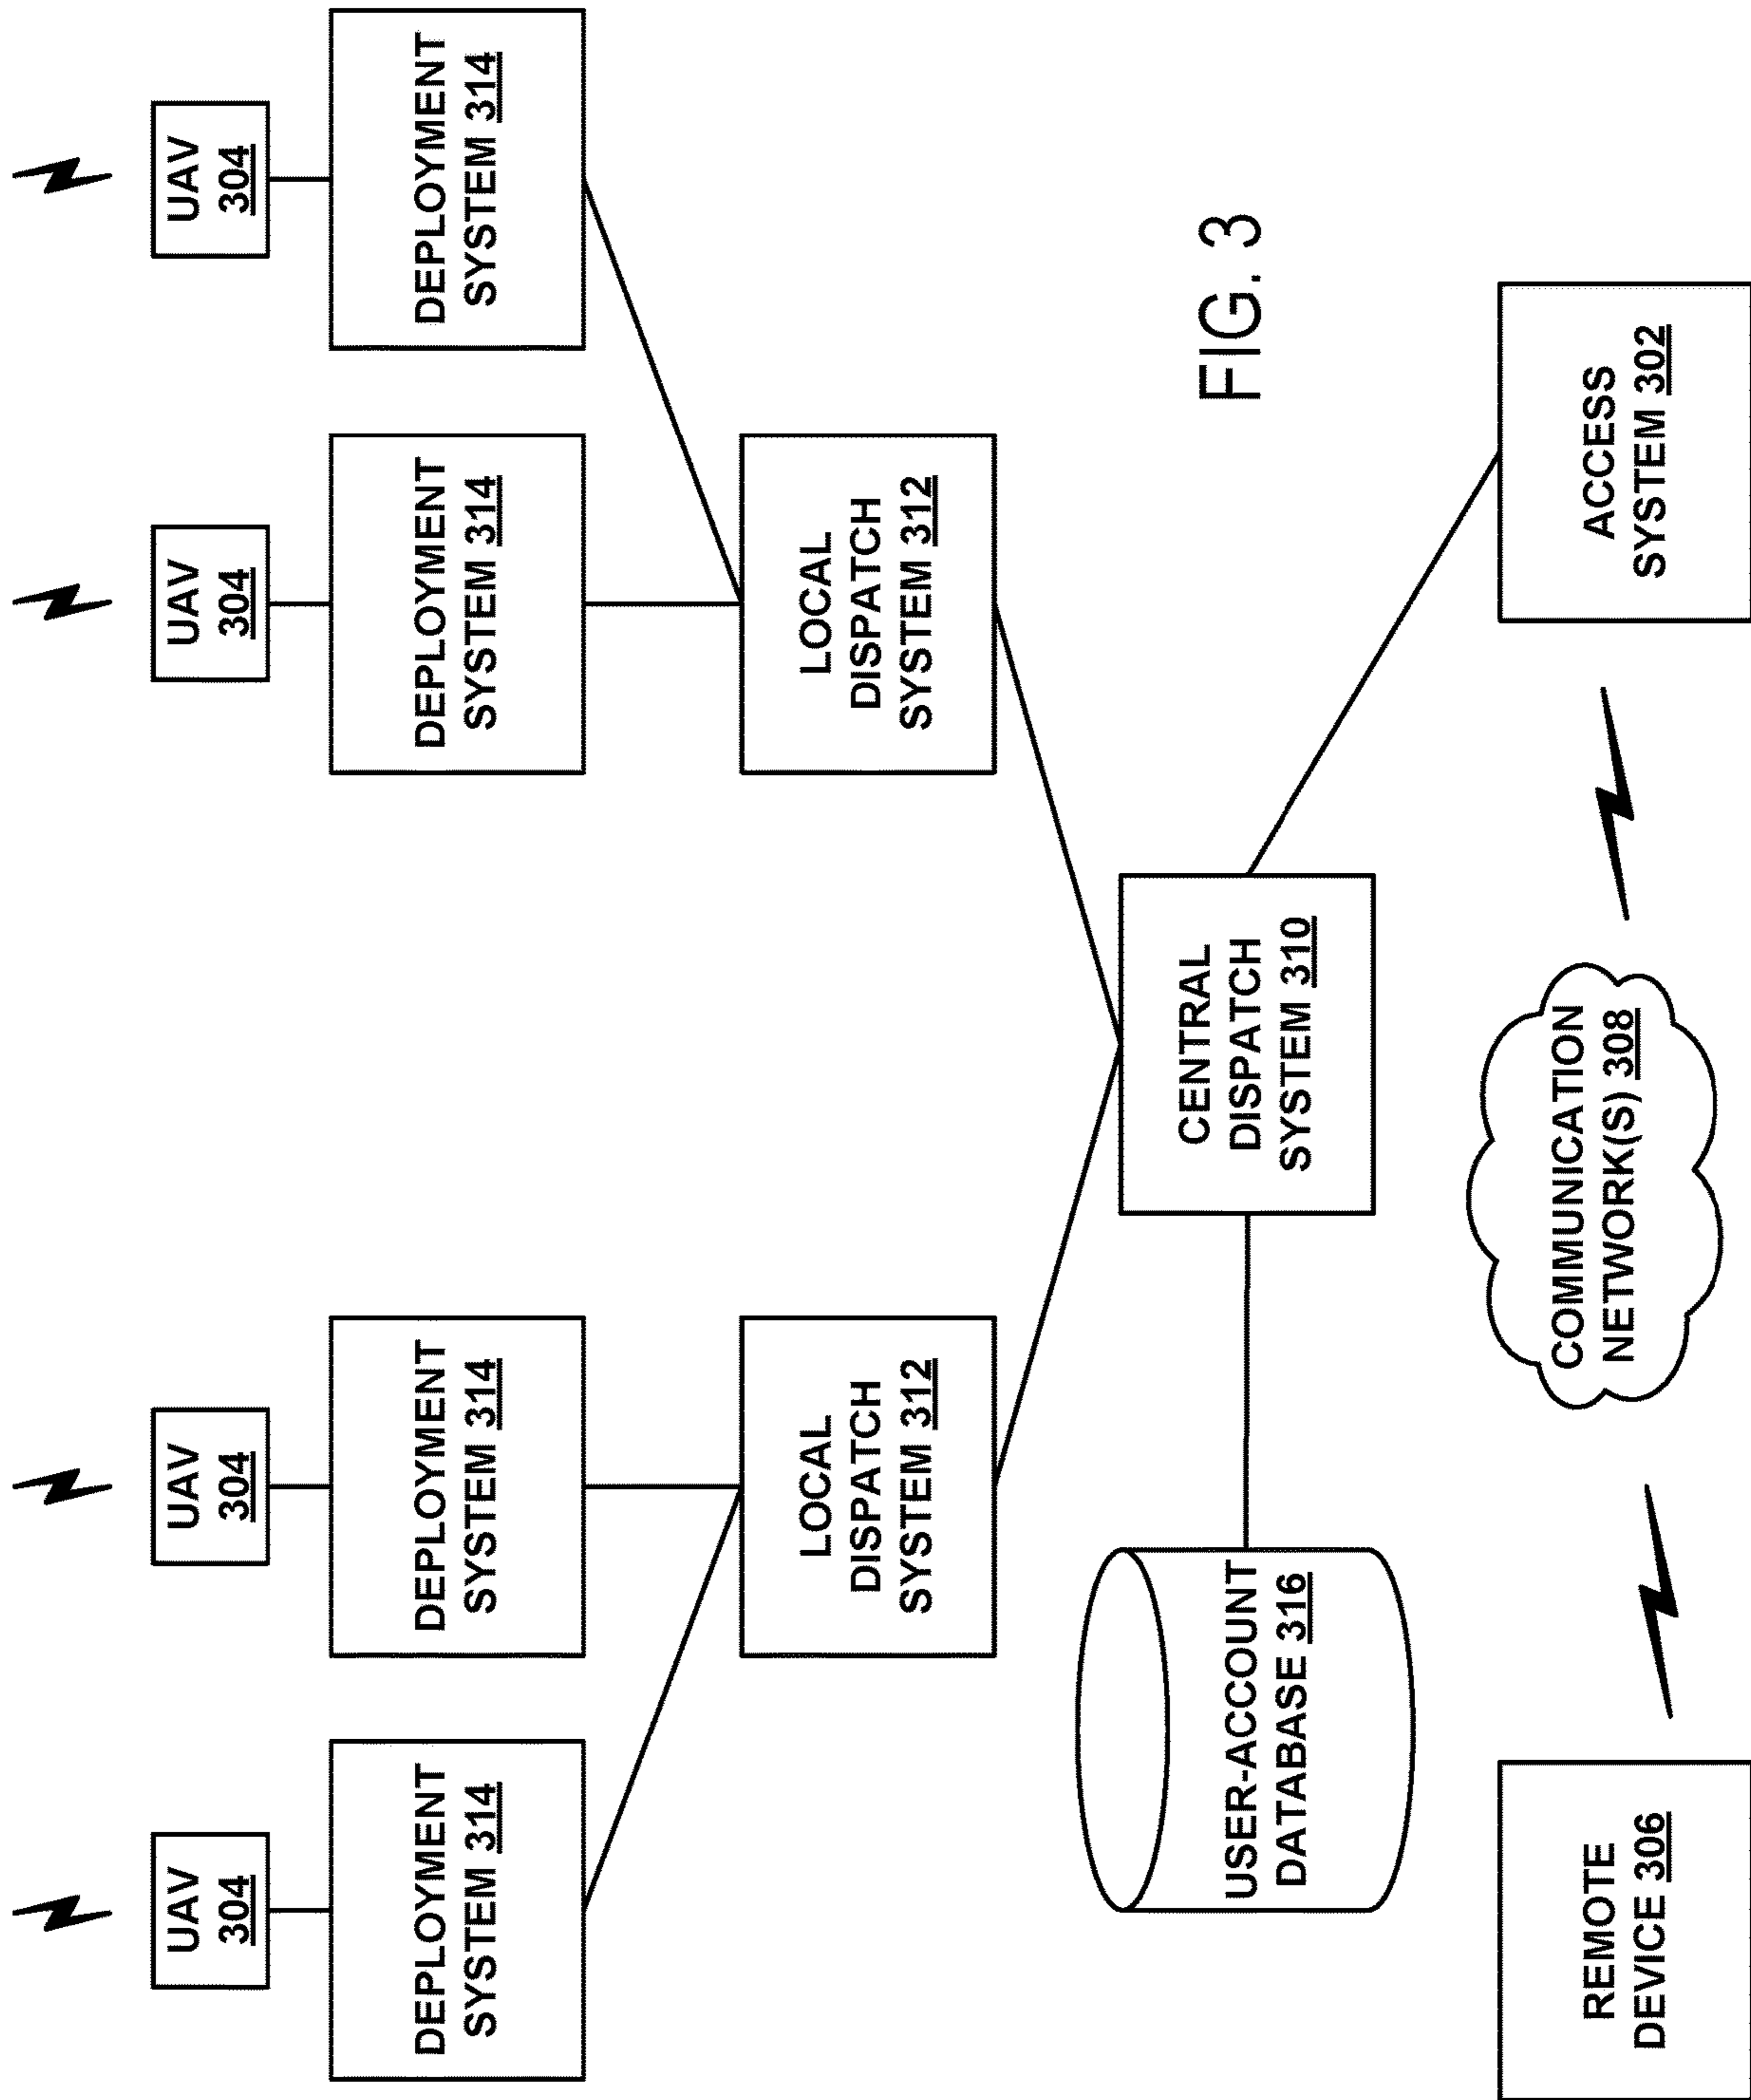 UAV
304
UAV
304
UAV
304
UAV
304
DEPLOYMENT
SYSTEM 314
DEPLOYMENT
SYSTEM 314
DEPLOYMENT
SYSTEM 314
DEPLOYMENT
SYSTEM 314
LOCAL
DISPATCH
SYSTEM 312
LOCAL
DISPATCH
SYSTEM 312
USER-ACCOUNT
DATABASE 316
CENTRAL
DISPATCH
SYSTEM 310
FIG. 3
REMOTE
DEVICE 306
COMMUNICATION
NETWORK(S) 308
ACCESS
SYSTEM 302